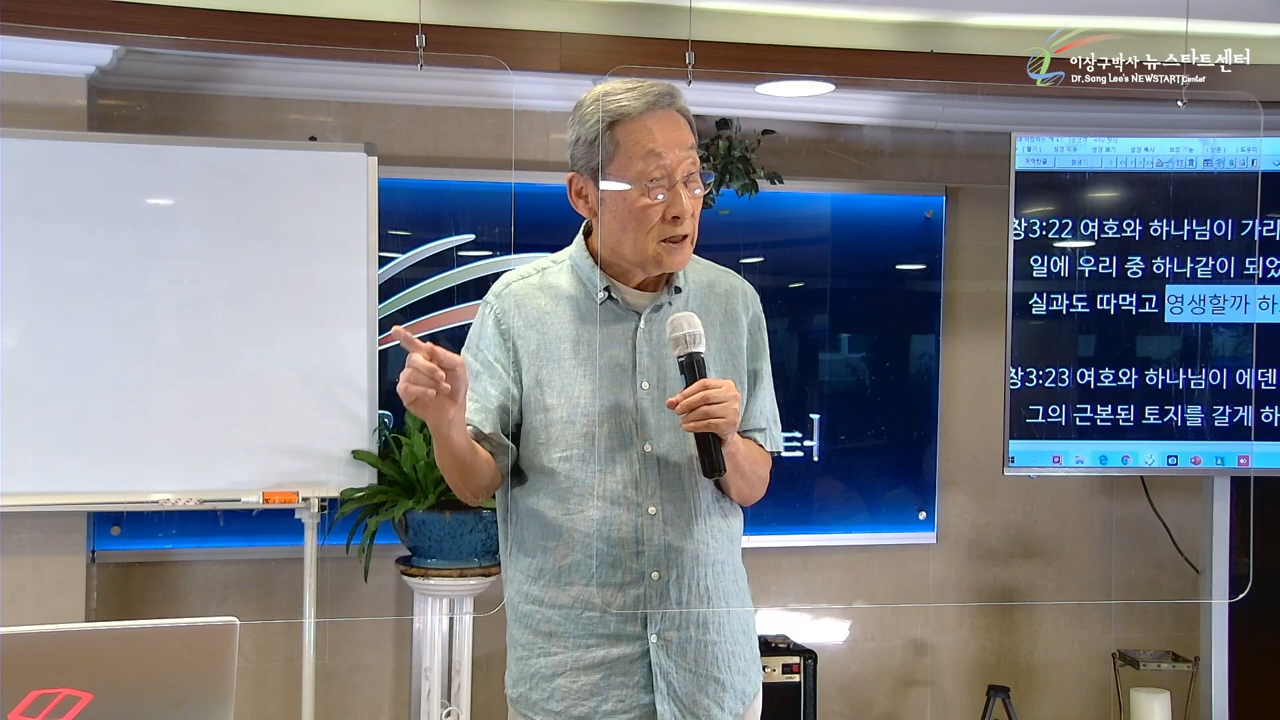 이상구박사 뉴스타트센터
Dr. Sang Lee's NEWSTART Center
창3:22 여호와 하나님이 가라
일에 우리 중 하나같이 되었
실과도 따먹고 영생할까 하
창3:23 여호와 하나님이 에덴
그의 근본된 토지를 갈게 하
터